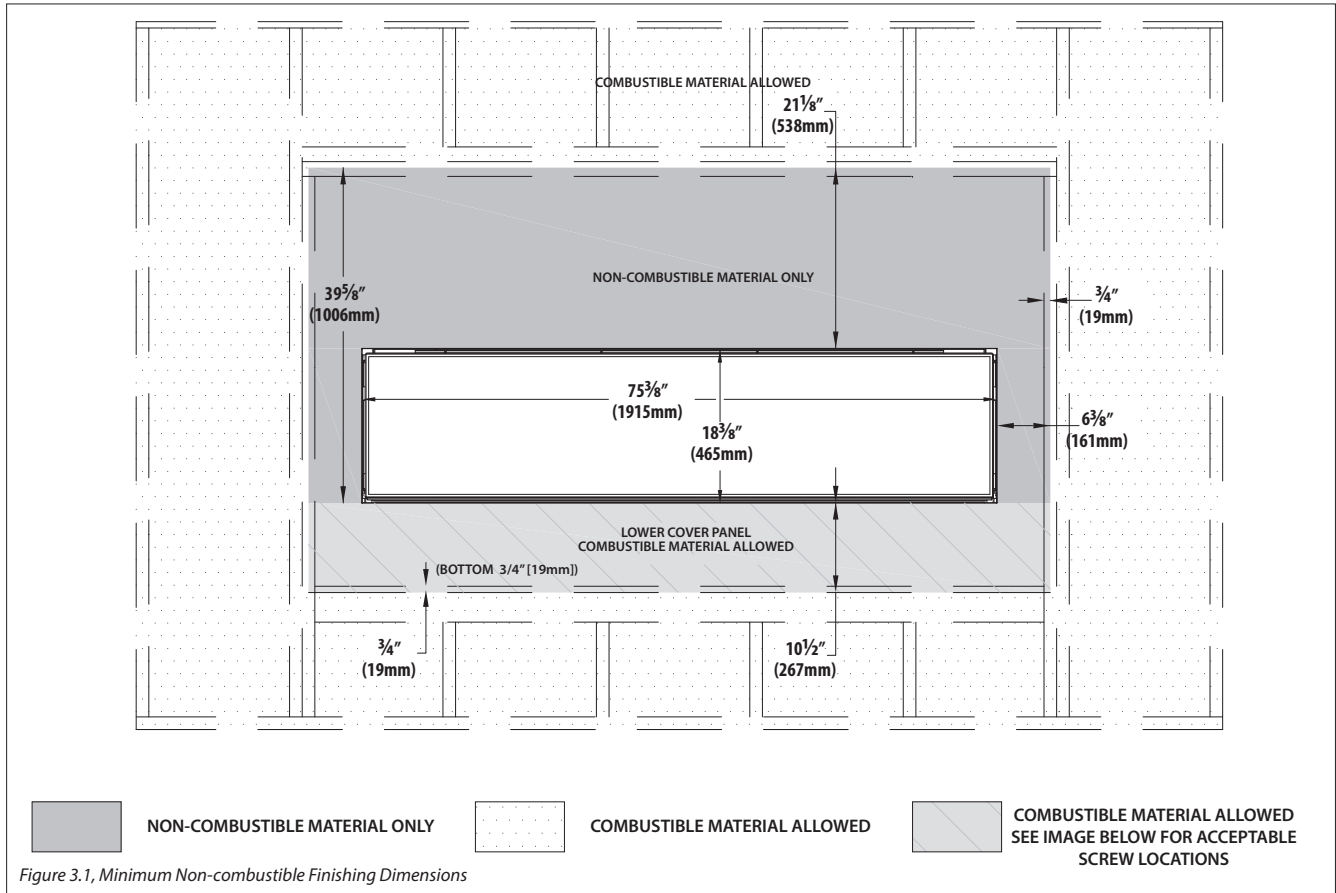 COMBUSTIBLE MATERIAL ALLOWED
21⅛″
(538mm)
NON-COMBUSTIBLE MATERIAL ONLY
39⅝″
(1006mm)
¾″
(19mm)
75⅜″
(1915mm)
18⅜″
(465mm)
6⅜″
(161mm)
LOWER COVER PANEL
COMBUSTIBLE MATERIAL ALLOWED
(BOTTOM 3/4″ [19mm])
¾″
(19mm)
10½″
(267mm)
NON-COMBUSTIBLE MATERIAL ONLY
COMBUSTIBLE MATERIAL ALLOWED
COMBUSTIBLE MATERIAL ALLOWED
SEE IMAGE BELOW FOR ACCEPTABLE
SCREW LOCATIONS
Figure 3.1, Minimum Non-combustible Finishing Dimensions